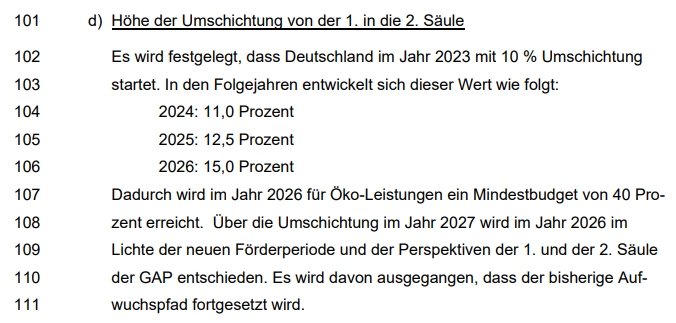 101 d) Höhe der Umschichtung von der 1. in die 2. Säule
102 Es wird festgelegt, dass Deutschland im Jahr 2023 mit 10 % Umschichtung
103 startet. In den Folgejahren entwickelt sich dieser Wert wie folgt:
104 2024: 11,0 Prozent
105 2025: 12,5 Prozent
106 2026: 15,0 Prozent
107 Dadurch wird im Jahr 2026 für Öko-Leistungen ein Mindestbudget von 40 Pro-
108 zent erreicht.  Über die Umschichtung im Jahr 2027 wird im Jahr 2026 im
109 Lichte der neuen Förderperiode und der Perspektiven der 1. und der 2. Säule
110 der GAP entschieden. Es wird davon ausgegangen, dass der bisherige Auf-
111 wuchspfad fortgesetzt wird.